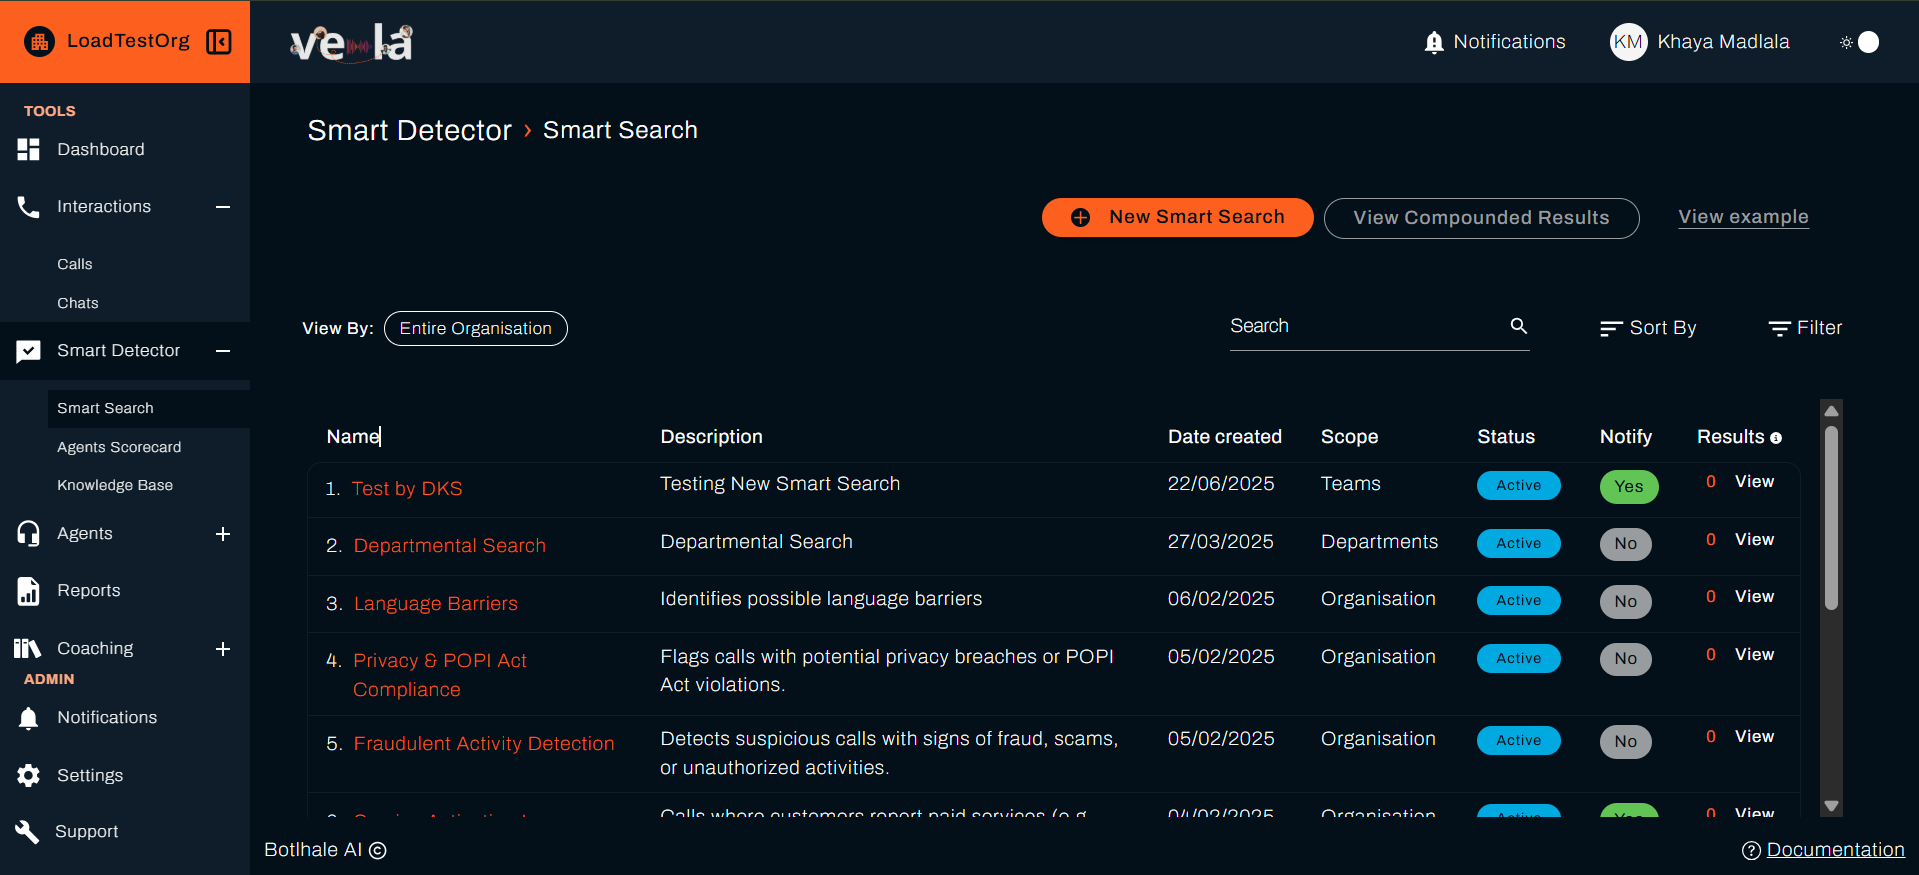 LoadTestOrg
vela
Notifications
KM Khaya Madlala
TOOLS
Dashboard
Interactions
Calls
Chats
Smart Detector
Smart Search
Agents Scorecard
Knowledge Base
Agents
Reports
Coaching
ADMIN
Notifications
Settings
Support
Smart Detector › Smart Search
New Smart Search
View Compounded Results
View example
View By: Entire Organisation
Search
Sort By
Filter
Name Description Date created Scope Status Notify Results
1. Test by DKS Testing New Smart Search 22/06/2025 Teams Active Yes 0 View
2. Departmental Search Departmental Search 27/03/2025 Departments Active No 0 View
3. Language Barriers Identifies possible language barriers 06/02/2025 Organisation Active No 0 View
4. Privacy & POPI Act Flags calls with potential privacy breaches or POPI 05/02/2025 Organisation Active No 0 View
Compliance Act violations.
5. Fraudulent Activity Detection Detects suspicious calls with signs of fraud, scams, 05/02/2025 Organisation Active No 0 View
or unauthorized activities.
Calls where customers report paid services (e.g. 04/02/2025 Organisation Active Yes 0 View
Botlhale AI ©
Documentation